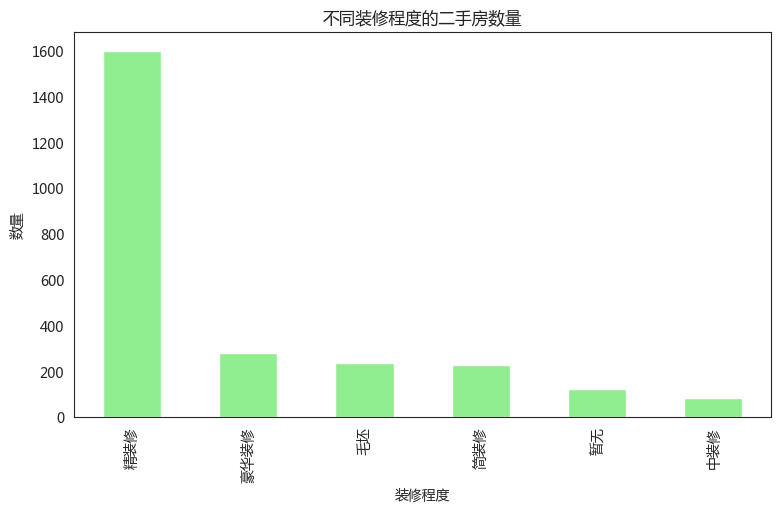 不同装修程度的二手房数量
1600
1400
1200
1000
800
600
400
200
0
数量
精装修
豪华装修
毛坯
简装修
暂无
中装修
装修程度